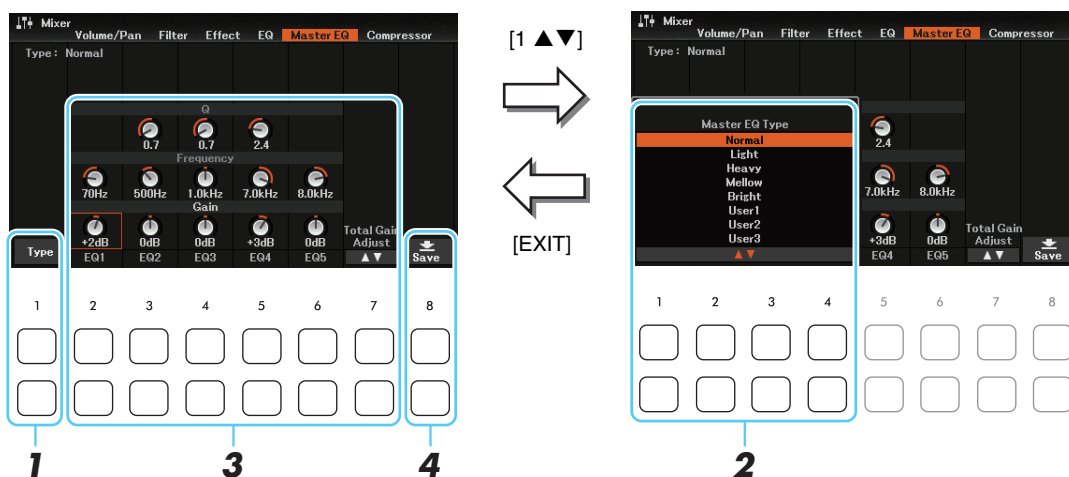 Mixer
Volume/Pan Filter Effect EQ Master EQ Compressor
Type : Normal
Q
0.7 0.7 2.4
Frequency
70Hz 500Hz 1.0kHz 7.0kHz 8.0kHz
Gain
+2dB 0dB 0dB +3dB 0dB
Total Gain
Adjust
Type EQ1 EQ2 EQ3 EQ4 EQ5 ▲▼ Save
1 2 3 4 5 6 7 8
1 3 4
[1 ▲▼]
[EXIT]
Mixer
Volume/Pan Filter Effect EQ Master EQ Compressor
Type : Normal
Master EQ Type
Normal
Light
Heavy
Mellow
Bright
User1
User2
User3
▲▼
2.4
7.0kHz 8.0kHz
+3dB 0dB
Total Gain
Adjust
EQ4 EQ5 ▲▼ Save
1 2 3 4 5 6 7 8
2